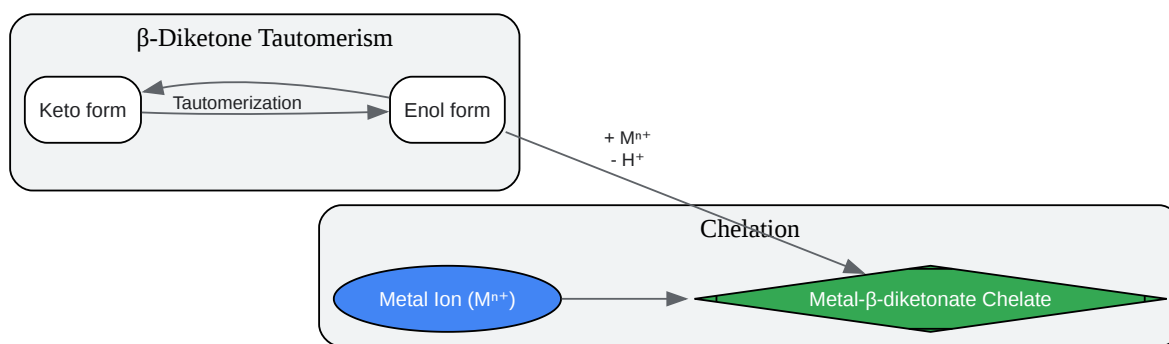 β-Diketone Tautomerism
Keto form
Tautomerization
Enol form
+ Mⁿ⁺
- H⁺
Chelation
Metal Ion (Mⁿ⁺)
Metal-β-diketonate Chelate